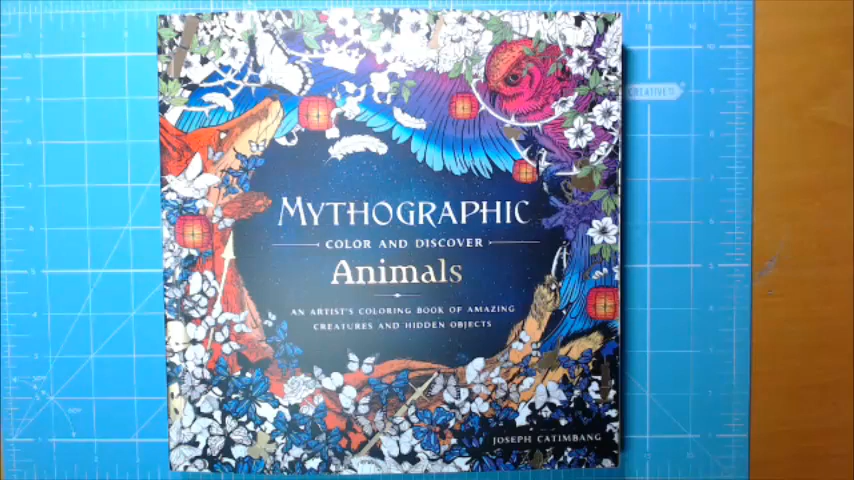 MYTHOGRAPHIC
COLOR AND DISCOVER
Animals
AN ARTIST'S COLORING BOOK OF AMAZING
CREATURES AND HIDDEN OBJECTS
JOSEPH CATIMBANG